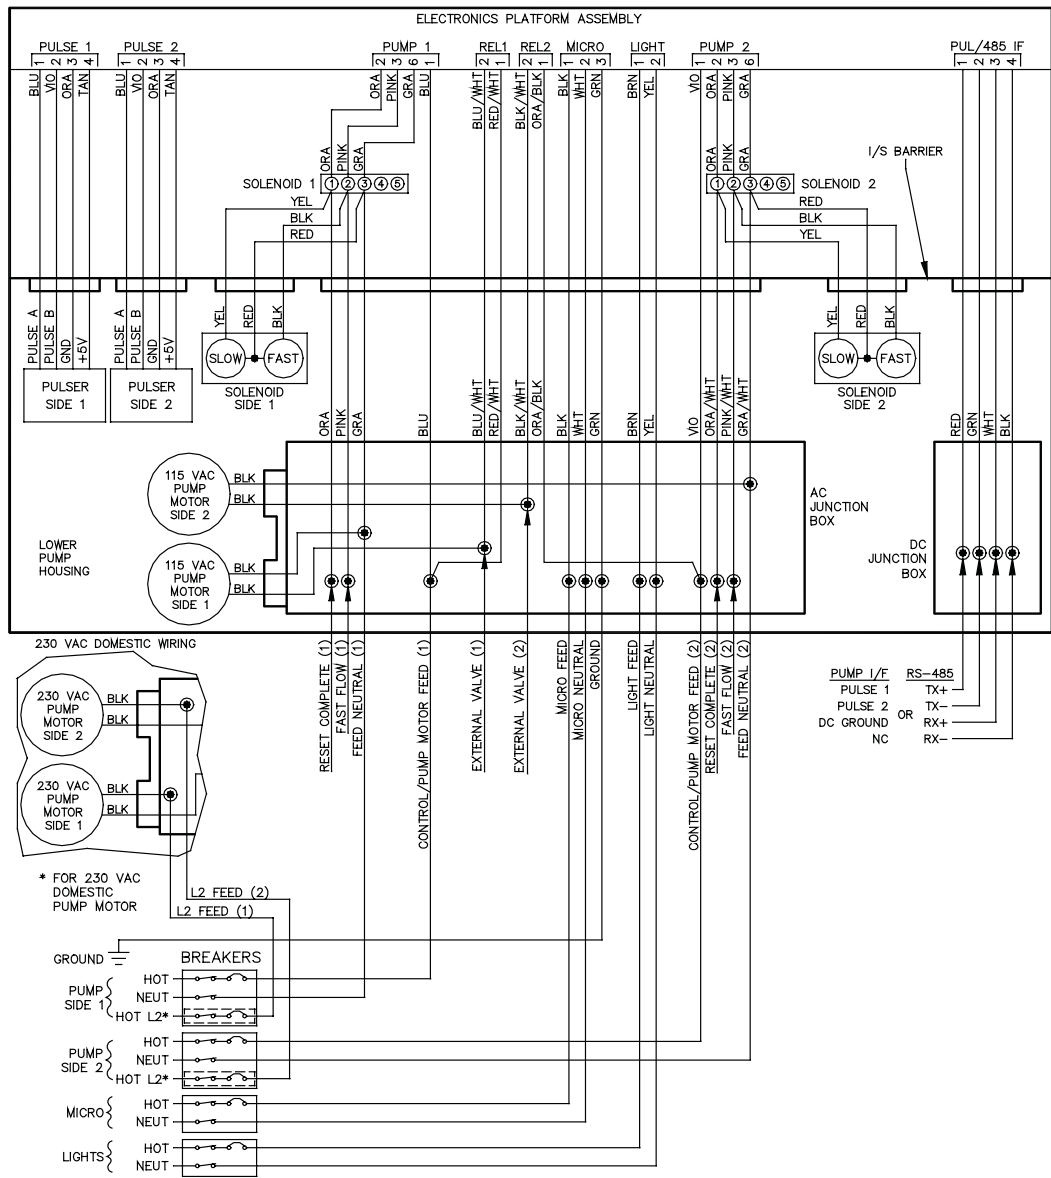 ELECTRONICS PLATFORM ASSEMBLY
PULSE 1
PULSE 2
PUMP 1
REL1
REL2
MICRO
LIGHT
PUMP 2
PUL/485 IF
1 2 3 4
1 2 3 4
2 3 6 1
2 1
2 1
1 2 3
1 2
1 2 3 6
1 2 3 4
BLU
VIO
ORA
TAN
BLU
VIO
ORA
TAN
ORA
PINK
GRA
BLU
BLU/WHT
RED/WHT
BLK/WHT
ORA/BLK
BLK
WHT
GRN
BRN
YEL
VIO
ORA
PINK
GRA
ORA
PINK
GRA
ORA
PINK
GRA
I/S BARRIER
SOLENOID 1
1 2 3 4 5
1 2 3 4 5
SOLENOID 2
YEL
BLK
RED
RED
BLK
YEL
PULSE A
PULSE B
GND
+5V
PULSE A
PULSE B
GND
+5V
YEL
RED
BLK
YEL
RED
BLK
SLOW
FAST
SLOW
FAST
PULSER
SIDE 1
PULSER
SIDE 2
SOLENOID
SIDE 1
SOLENOID
SIDE 2
ORA
PINK
GRA
BLU
BLU/WHT
RED/WHT
BLK/WHT
ORA/BLK
BLK
WHT
GRN
BRN
YEL
VIO
ORA/WHT
PINK/WHT
GRA/WHT
RED
GRN
WHT
BLK
115 VAC
PUMP
MOTOR
SIDE 2
BLK
BLK
AC
JUNCTION
BOX
LOWER
PUMP
HOUSING
115 VAC
PUMP
MOTOR
SIDE 1
BLK
BLK
DC
JUNCTION
BOX
230 VAC DOMESTIC WIRING
230 VAC
PUMP
MOTOR
SIDE 2
BLK
BLK
230 VAC
PUMP
MOTOR
SIDE 1
BLK
BLK
RESET COMPLETE (1)
FAST FLOW (1)
FEED NEUTRAL (1)
CONTROL/PUMP MOTOR FEED (1)
EXTERNAL VALVE (1)
EXTERNAL VALVE (2)
MICRO FEED
MICRO NEUTRAL
GROUND
LIGHT FEED
LIGHT NEUTRAL
CONTROL/PUMP MOTOR FEED (2)
RESET COMPLETE (2)
FAST FLOW (2)
FEED NEUTRAL (2)
PUMP I/F RS-485
PULSE 1 TX+
PULSE 2 TX-
OR
DC GROUND RX+
NC RX-
* FOR 230 VAC
DOMESTIC
PUMP MOTOR
L2 FEED (2)
L2 FEED (1)
GROUND
BREAKERS
PUMP
SIDE 1
HOT
NEUT
HOT L2*
PUMP
SIDE 2
HOT
NEUT
HOT L2*
MICRO
HOT
NEUT
LIGHTS
HOT
NEUT